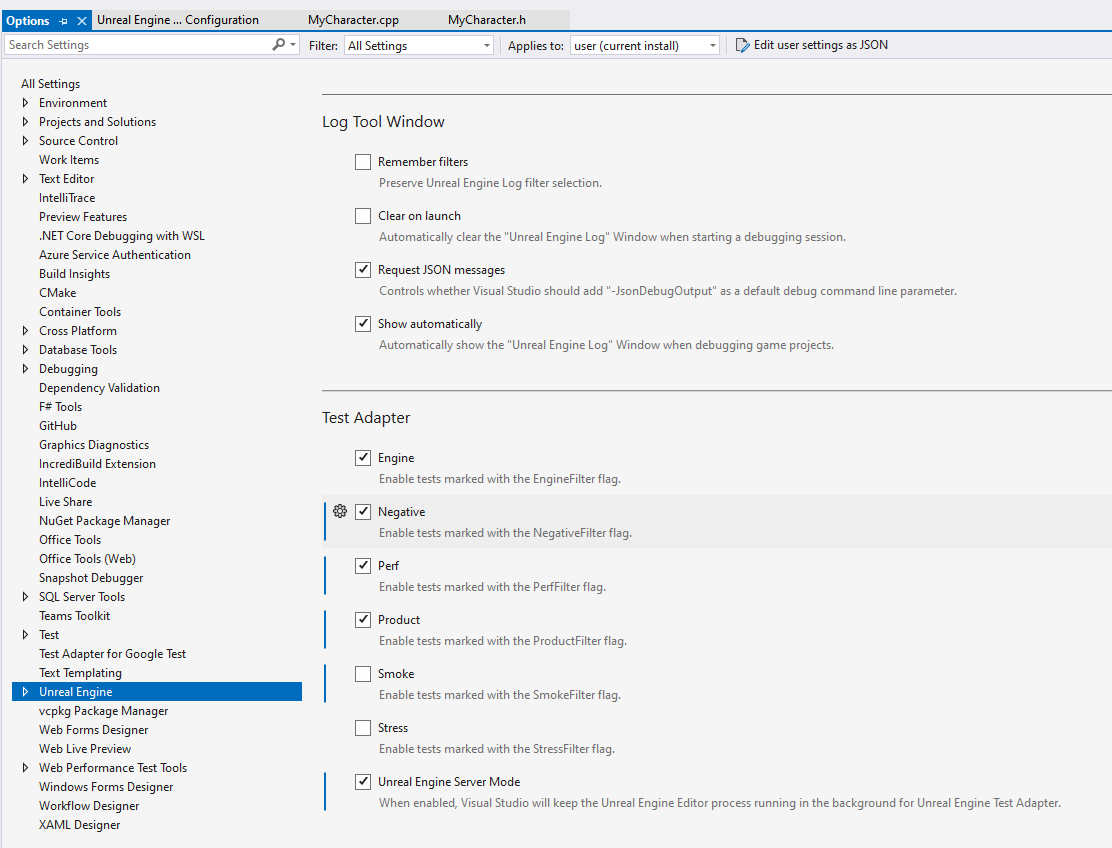 Options
Unreal Engine ... Configuration
MyCharacter.cpp
MyCharacter.h
Search Settings
Filter: All Settings
Applies to: user (current install)
Edit user settings as JSON
All Settings
Environment
Projects and Solutions
Source Control
Work Items
Text Editor
IntelliTrace
Preview Features
.NET Core Debugging with WSL
Azure Service Authentication
Build Insights
CMake
Container Tools
Cross Platform
Database Tools
Debugging
Dependency Validation
F# Tools
GitHub
Graphics Diagnostics
IncrediBuild Extension
IntelliCode
Live Share
NuGet Package Manager
Office Tools
Office Tools (Web)
Snapshot Debugger
SQL Server Tools
Teams Toolkit
Test
Test Adapter for Google Test
Text Templating
Unreal Engine
vcpkg Package Manager
Web Forms Designer
Web Live Preview
Web Performance Test Tools
Windows Forms Designer
Workflow Designer
XAML Designer
Log Tool Window
Remember filters
Preserve Unreal Engine Log filter selection.
Clear on launch
Automatically clear the "Unreal Engine Log" Window when starting a debugging session.
Request JSON messages
Controls whether Visual Studio should add "-JsonDebugOutput" as a default debug command line parameter.
Show automatically
Automatically show the "Unreal Engine Log" Window when debugging game projects.
Test Adapter
Engine
Enable tests marked with the EngineFilter flag.
Negative
Enable tests marked with the NegativeFilter flag.
Perf
Enable tests marked with the PerfFilter flag.
Product
Enable tests marked with the ProductFilter flag.
Smoke
Enable tests marked with the SmokeFilter flag.
Stress
Enable tests marked with the StressFilter flag.
Unreal Engine Server Mode
When enabled, Visual Studio will keep the Unreal Engine Editor process running in the background for Unreal Engine Test Adapter.